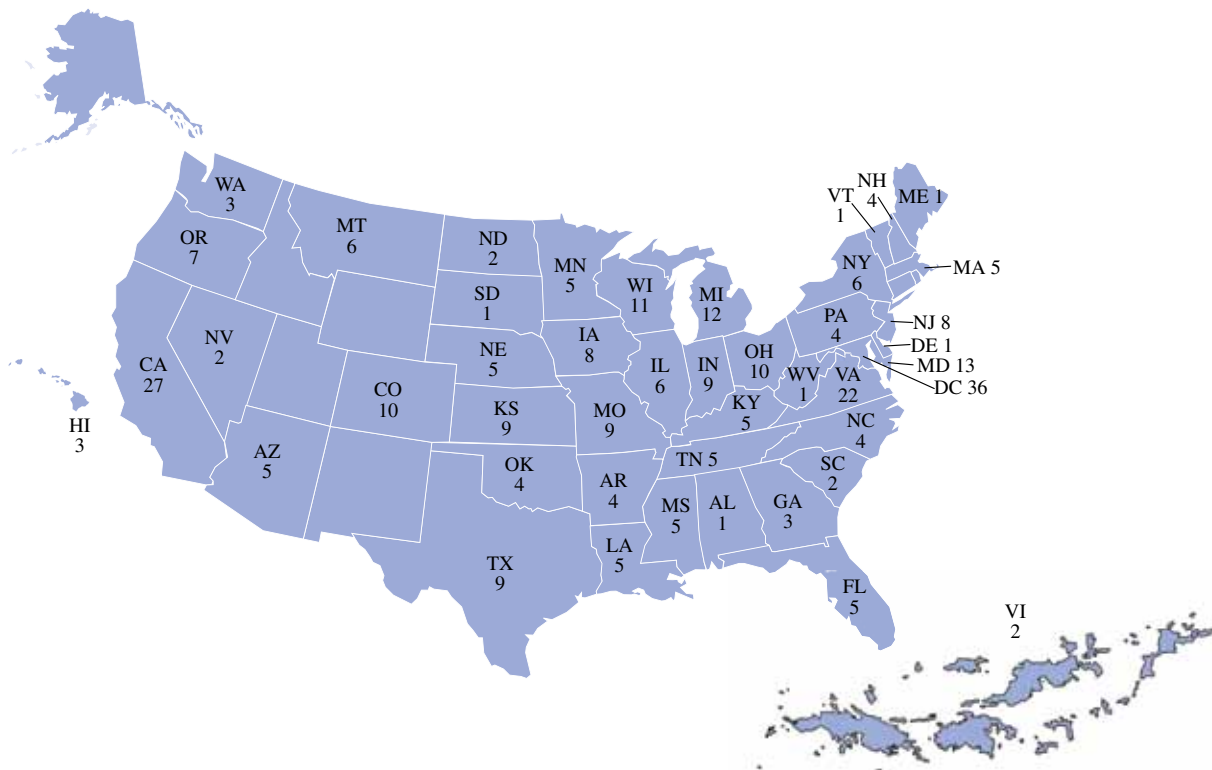 WA
3
OR
7
MT
6
ND
2
MN
5
WI
11
MI
12
VT
1
NH
4
ME 1
NY
6
MA 5
SD
1
IA
8
NE
5
PA
4
NJ 8
DE 1
MD 13
DC 36
CA
27
NV
2
CO
10
KS
9
MO
9
IL
6
IN
9
OH
10
WV
1
VA
22
KY
5
HI
3
AZ
5
OK
4
AR
4
TN 5
NC
4
SC
2
MS
5
AL
1
GA
3
TX
9
LA
5
FL
5
VI
2